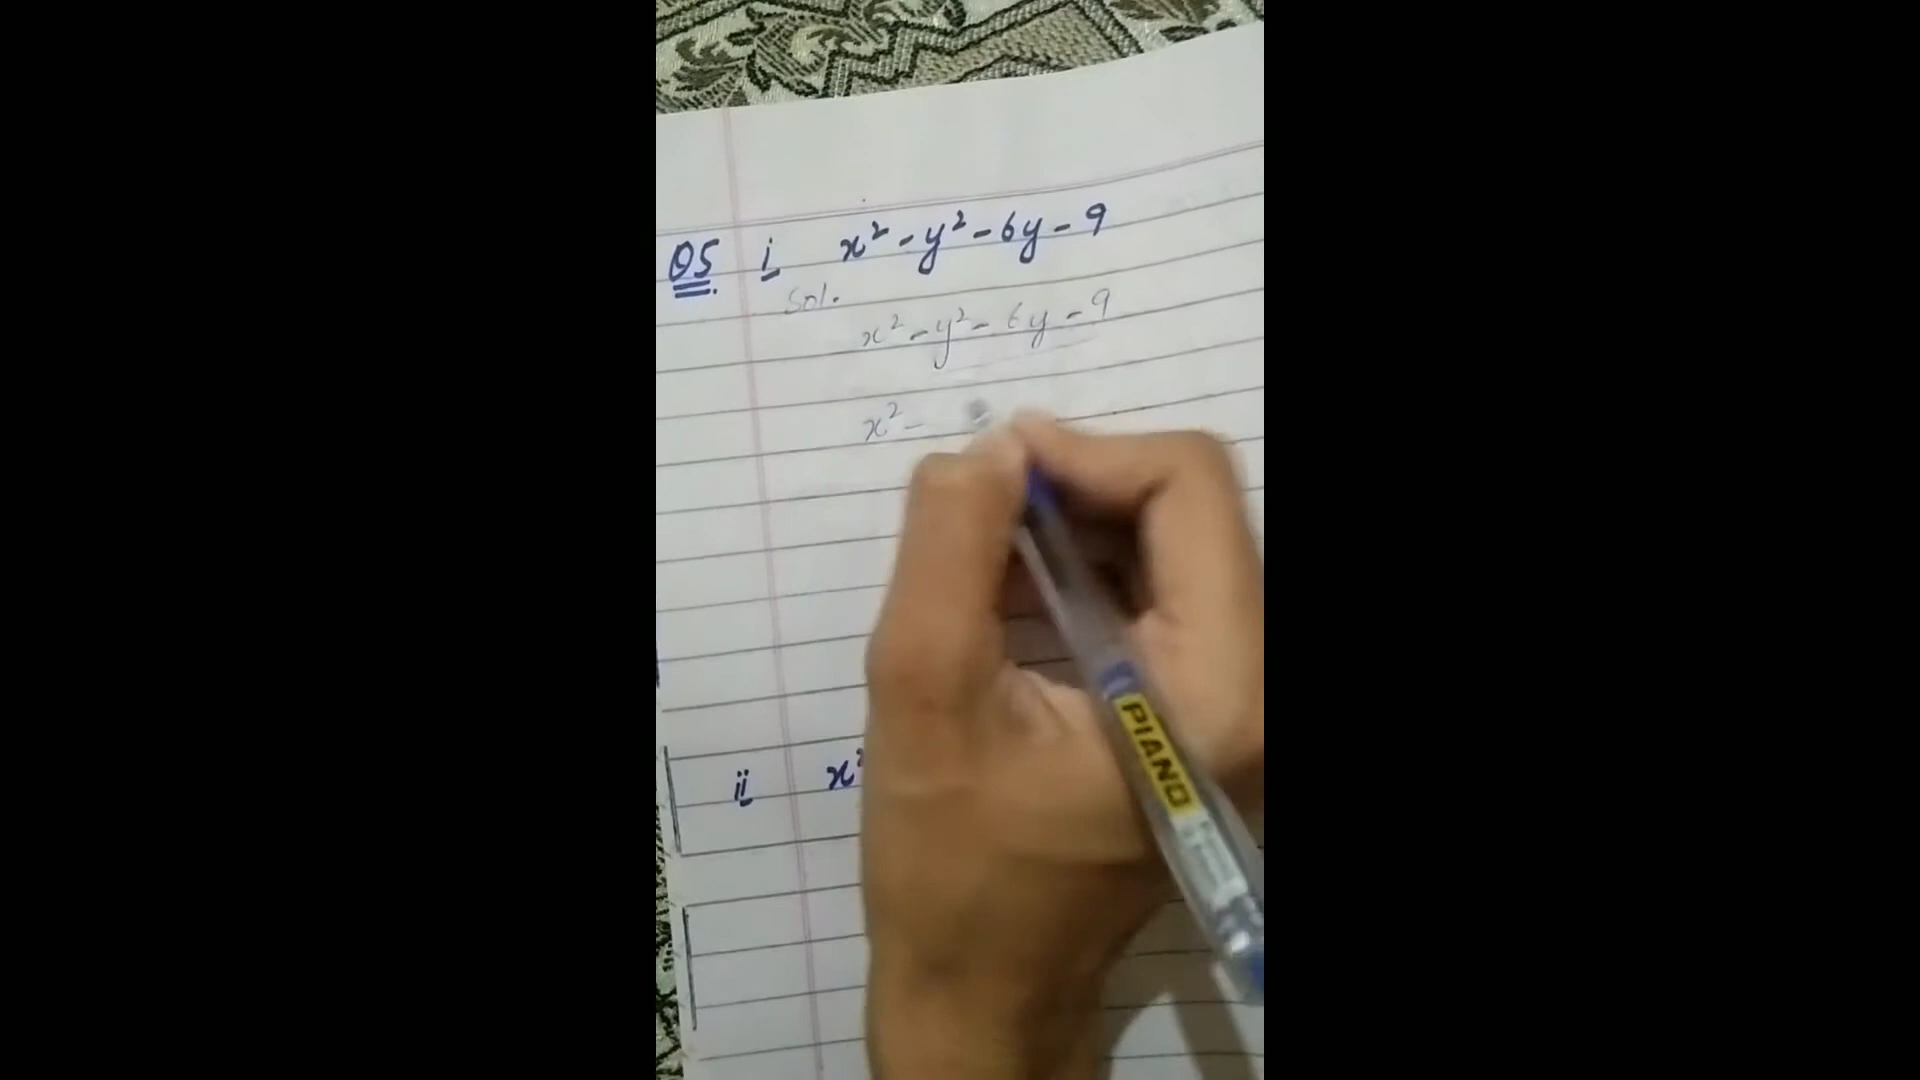 Q5. i x² - y² - 6y - 9
Sol.
x² - y² - 6y - 9
x² -
PIANO
ii x²